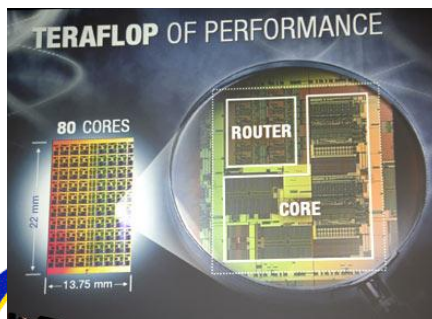 TERAFLOP OF PERFORMANCE
80 CORES
ROUTER
CORE
22 mm
13.75 mm